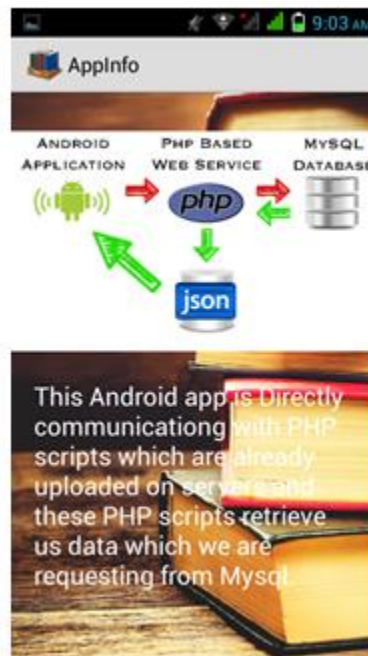 9:03 AM
AppInfo
ANDROID APPLICATION
PHP BASED WEB SERVICE
MYSQL DATABASE
php
json
This Android app is Directly
communicationg with PHP
scripts which are already
uploaded on servers and
these PHP scripts retrieve
us data which we are
requesting from Mysql.